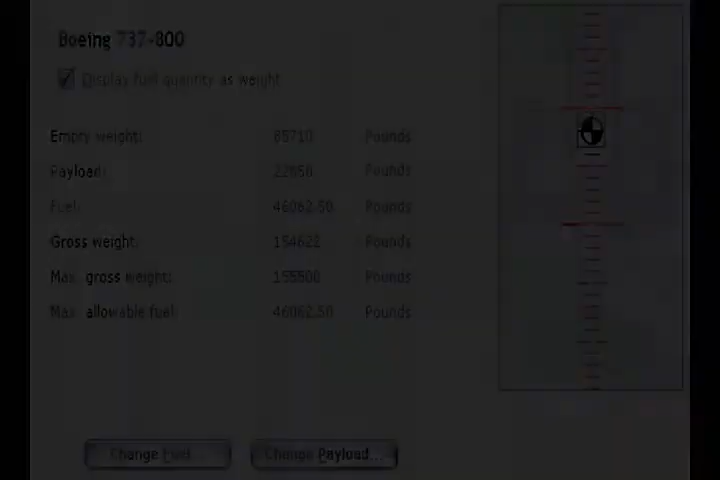 Boeing 737-800
Display fuel quantity as weight
Empty weight: 85710 Pounds
Payload: 22850 Pounds
Fuel: 46062.50 Pounds
Gross weight: 154622 Pounds
Max. gross weight: 155500 Pounds
Max. allowable fuel: 46062.50 Pounds
Change Fuel... Change Payload...